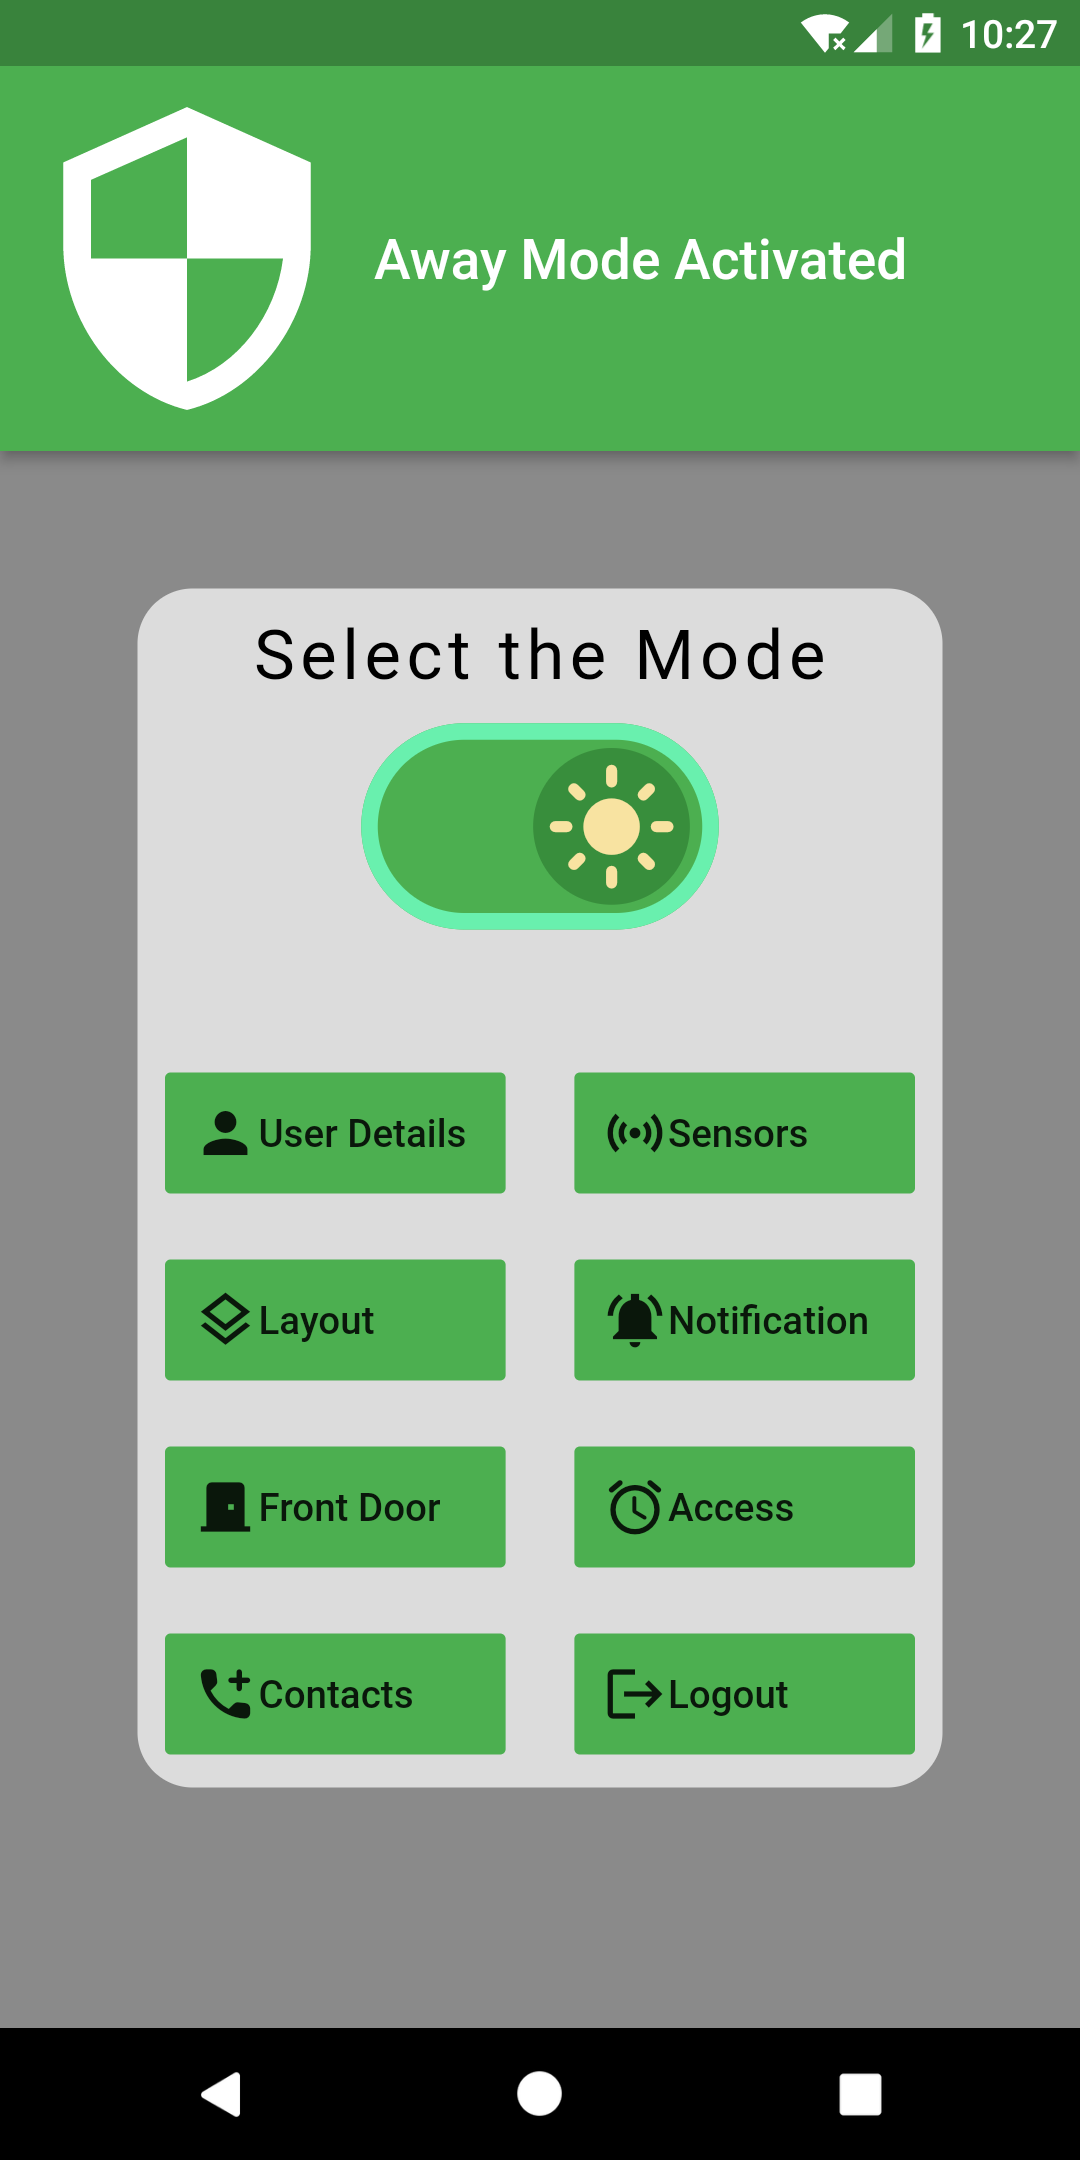 10:27
Away Mode Activated
Select the Mode
User Details
Sensors
Layout
Notification
Front Door
Access
Contacts
Logout